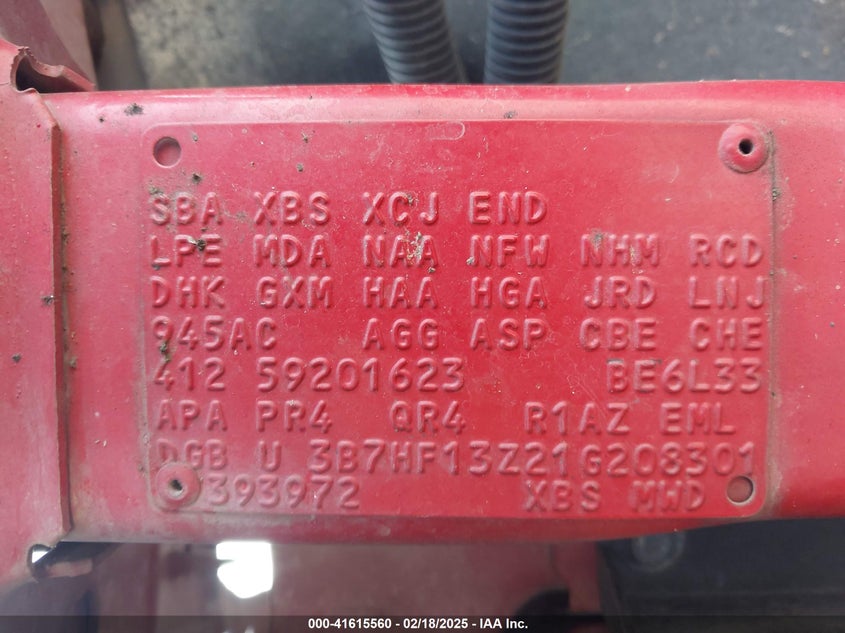 SBA XBS XCJ END
LPE MDA NAA NFW NHM RCD
DHK GXM HAA HGA JRD LNJ
945AC AGG ASP CBE CHE
412 59201623 BE6L33
APA PR4 QR4 R1AZ EML
DGB U 3B7HF13Z21G208301
393972 XBS MWD
000-41615560 - 02/18/2025 - IAA Inc.